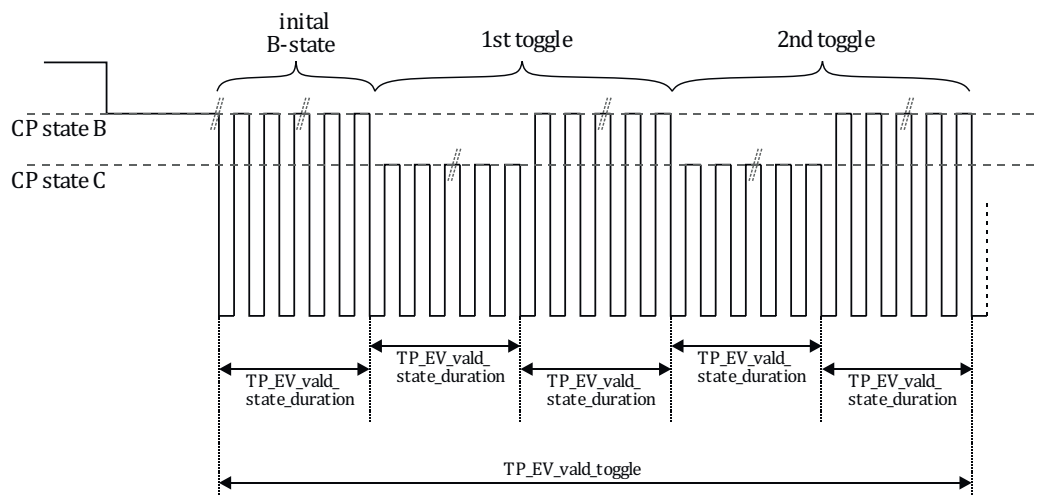 inital
B-state
1st toggle
2nd toggle
CP state B
CP state C
TP_EV_vald_
state_duration
TP_EV_vald_
state_duration
TP_EV_vald_
state_duration
TP_EV_vald_
state_duration
TP_EV_vald_
state_duration
TP_EV_vald_toggle